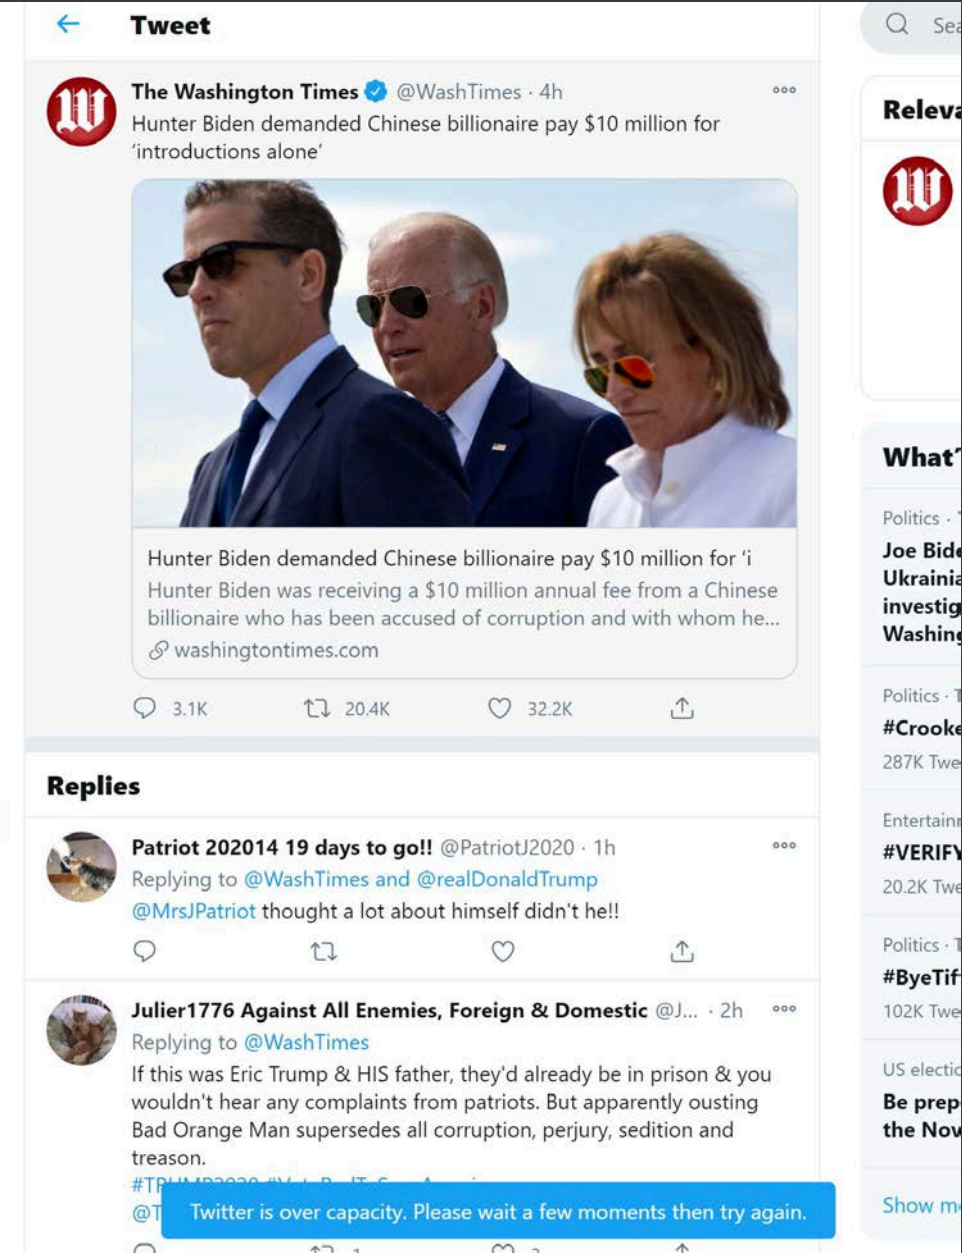 Tweet
The Washington Times @WashTimes · 4h
Hunter Biden demanded Chinese billionaire pay $10 million for
‘introductions alone’
Hunter Biden demanded Chinese billionaire pay $10 million for ‘i
Hunter Biden was receiving a $10 million annual fee from a Chinese
billionaire who has been accused of corruption and with whom he...
washingtontimes.com
3.1K 20.4K 32.2K
Replies
Patriot 202014 19 days to go!! @PatriotJ2020 · 1h
Replying to @WashTimes and @realDonaldTrump
@MrsJPatriot thought a lot about himself didn't he!!
Julier1776 Against All Enemies, Foreign & Domestic @J... · 2h
Replying to @WashTimes
If this was Eric Trump & HIS father, they'd already be in prison & you
wouldn't hear any complaints from patriots. But apparently ousting
Bad Orange Man supersedes all corruption, perjury, sedition and
treason.
Twitter is over capacity. Please wait a few moments then try again.
Sea
Releva
What'
Politics ·
Joe Bide
Ukrainia
investig
Washing
Politics · T
#Crooke
287K Twe
Entertainm
#VERIFY
20.2K Twe
Politics · T
#ByeTif
102K Twe
US electio
Be prep
the Nov
Show m